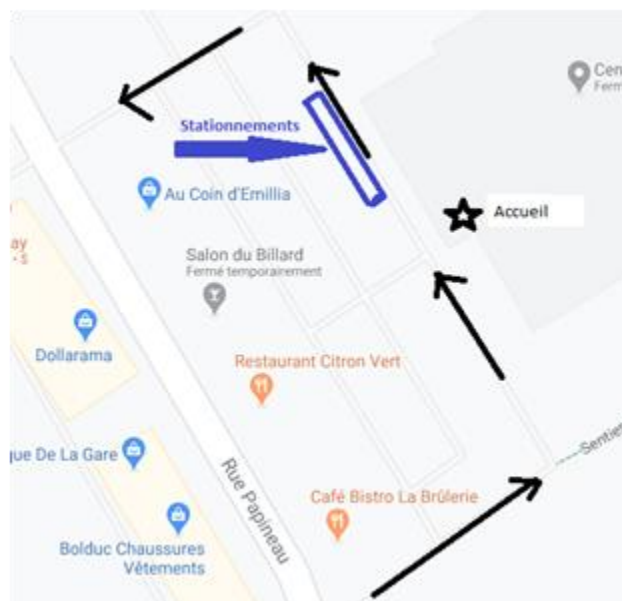 Cen
Ferm
Stationnements
Au Coin d'Emillia
Accueil
ay
- S
Salon du Billard
Fermé temporairement
Dollarama
Restaurant Citron Vert
que De La Gare
Sentier
Rue Papineau
Café Bistro La Brûlerie
Bolduc Chaussures
Vêtements